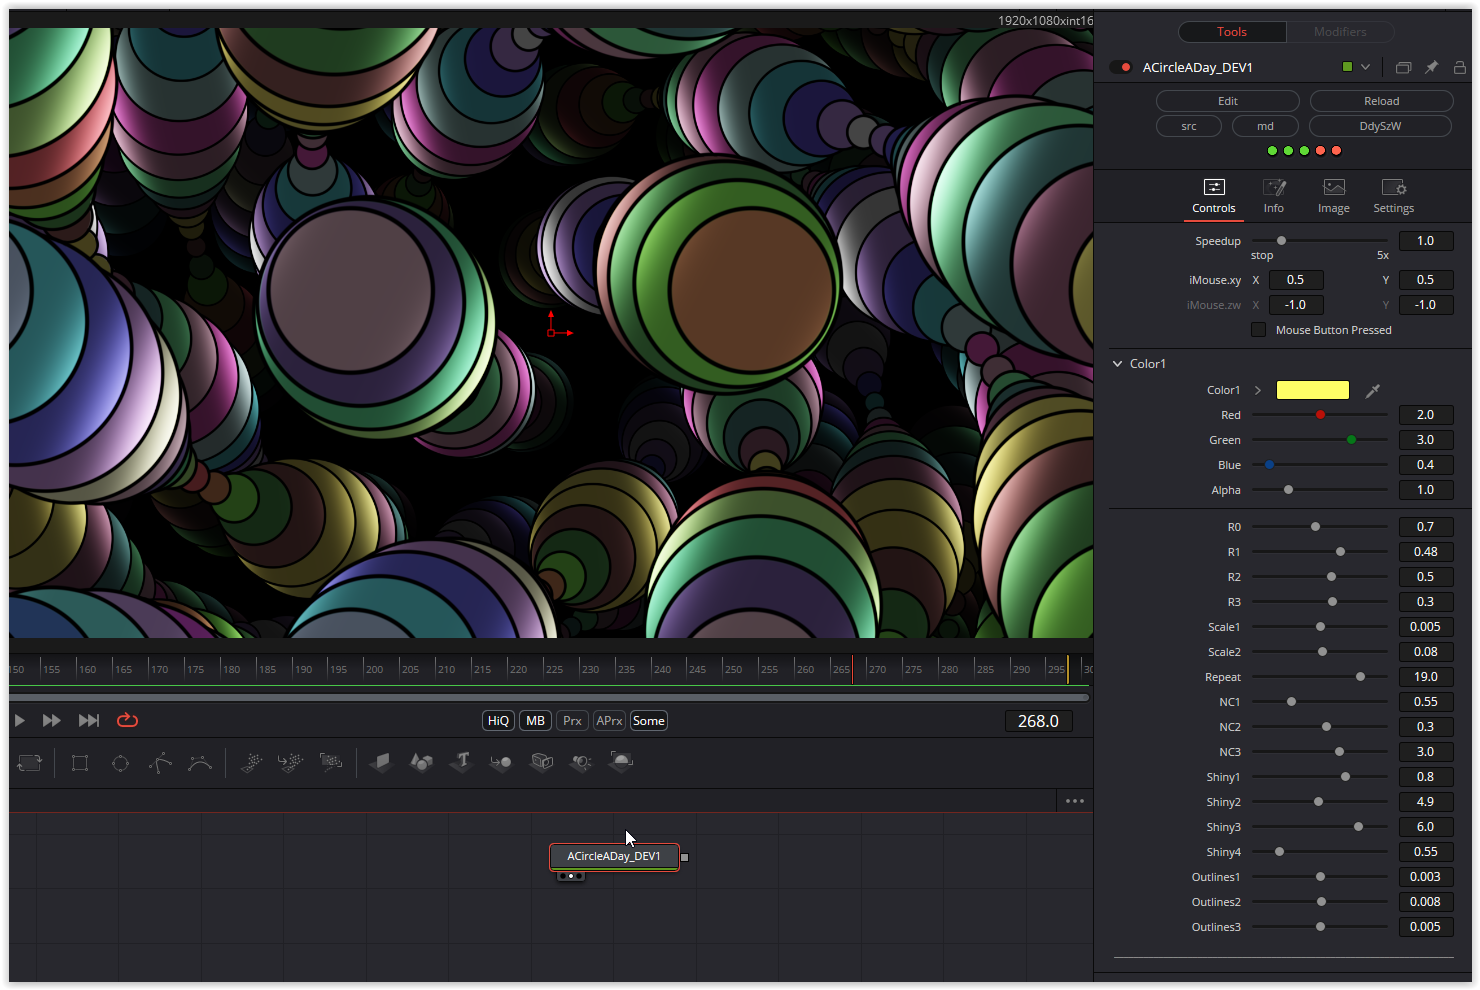 1920x1080xint16
Tools Modifiers
ACircleADay_DEV1
Edit Reload
src md DdySzW
Controls Info Image Settings
Speedup 1.0
stop 5x
iMouse.xy X 0.5 Y 0.5
iMouse.zw X -1.0 Y -1.0
Mouse Button Pressed
Color1
Color1
Red 2.0
Green 3.0
Blue 0.4
Alpha 1.0
R0 0.7
R1 0.48
R2 0.5
R3 0.3
Scale1 0.005
Scale2 0.08
Repeat 19.0
NC1 0.55
NC2 0.3
NC3 3.0
Shiny1 0.8
Shiny2 4.9
Shiny3 6.0
Shiny4 0.55
Outlines1 0.003
Outlines2 0.008
Outlines3 0.005
150 155 160 165 170 175 180 185 190 195 200 205 210 215 220 225 230 235 240 245 250 255 260 265 270 275 280 285 290 295 30
HiQ MB Prx APrx Some 268.0
ACircleADay_DEV1